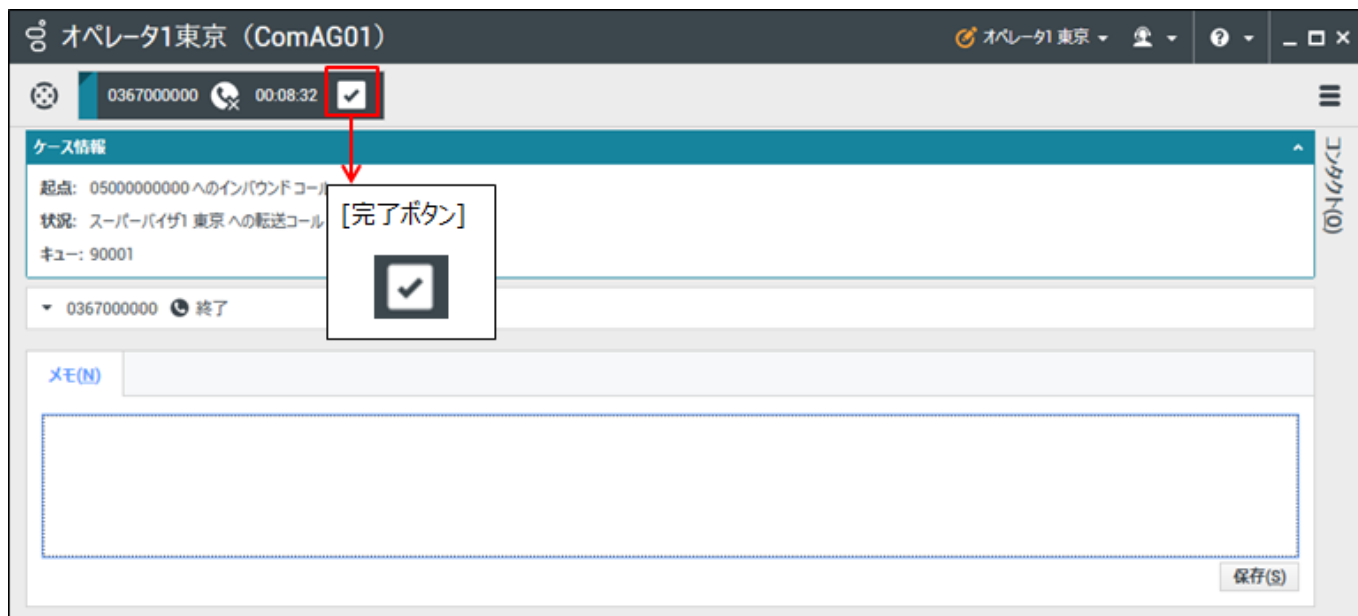 オペレータ1東京（ComAG01）
オペレータ1 東京
0367000000 00:08:32
ケース情報
起点: 05000000000 へのインバウンド コール
状況: スーパーバイザ1 東京 への転送コール
キュー: 90001
[完了ボタン]
0367000000 終了
メモ(N)
保存(S)
コンタクト(O)